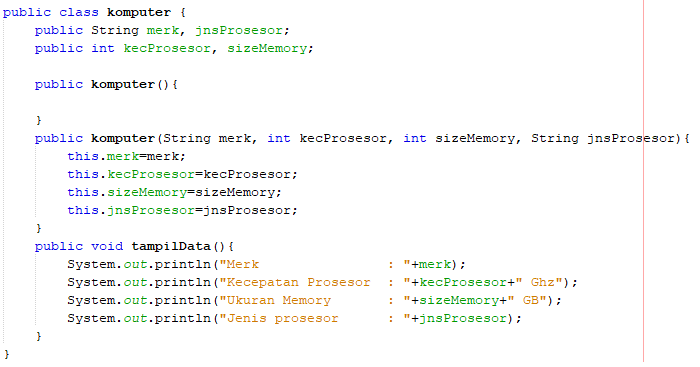 public class komputer {
    public String merk, jnsProsesor;
    public int kecProsesor, sizeMemory;

    public komputer(){

    }
    public komputer(String merk, int kecProsesor, int sizeMemory, String jnsProsesor){
        this.merk=merk;
        this.kecProsesor=kecProsesor;
        this.sizeMemory=sizeMemory;
        this.jnsProsesor=jnsProsesor;
    }
    public void tampilData(){
        System.out.println("Merk                : "+merk);
        System.out.println("Kecepatan Prosesor  : "+kecProsesor+" Ghz");
        System.out.println("Ukuran Memory       : "+sizeMemory+" GB");
        System.out.println("Jenis prosesor      : "+jnsProsesor);
    }
}